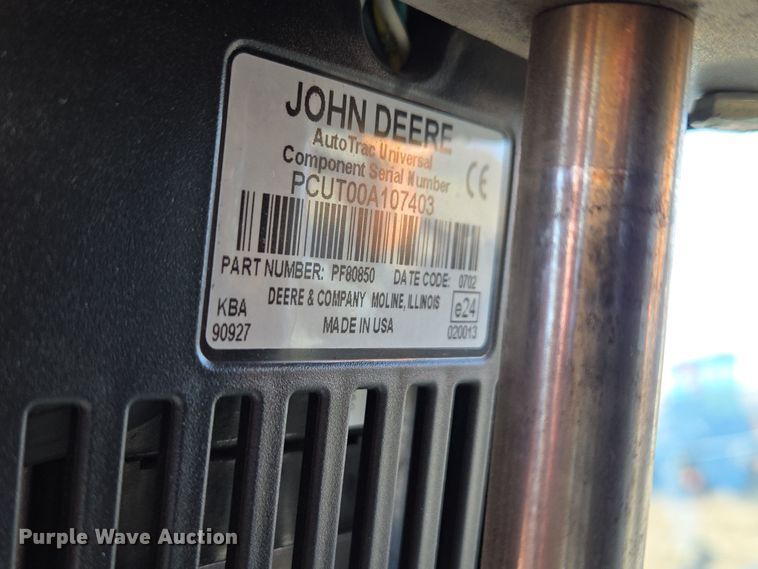 JOHN DEERE
AutoTrac Universal
Component Serial Number
CE
PCUT00A107403
PART NUMBER: PF80850 DATE CODE: 0702
DEERE & COMPANY MOLINE, ILLINOIS
e24
KBA
90927
MADE IN USA
020013
Purple Wave Auction